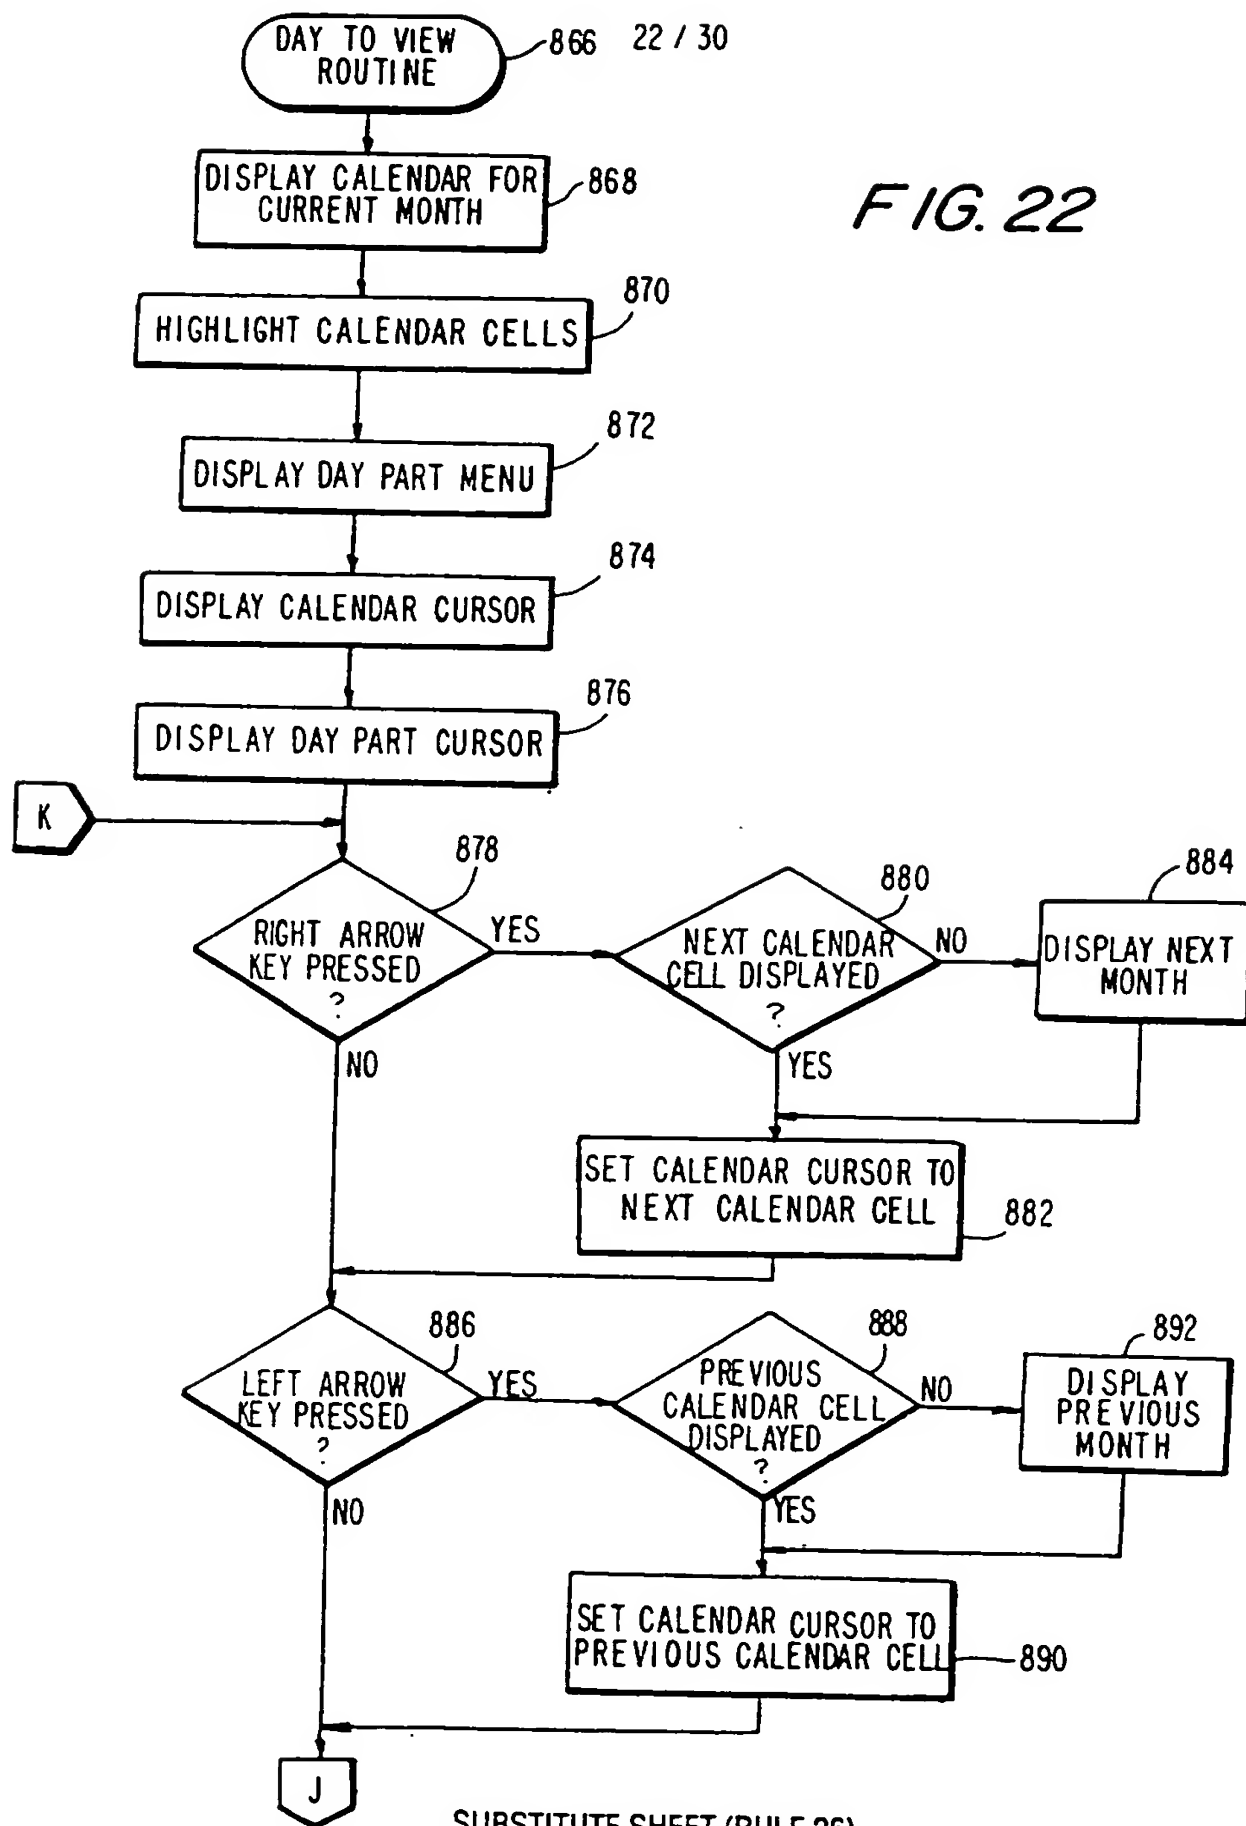 DAY TO VIEW
ROUTINE
866
22 / 30
DISPLAY CALENDAR FOR
CURRENT MONTH
868
FIG. 22
870
HIGHLIGHT CALENDAR CELLS
872
DISPLAY DAY PART MENU
874
DISPLAY CALENDAR CURSOR
876
DISPLAY DAY PART CURSOR
K
878
RIGHT ARROW
KEY PRESSED
?
YES
NO
880
NEXT CALENDAR
CELL DISPLAYED
?
NO
YES
884
DISPLAY NEXT
MONTH
SET CALENDAR CURSOR TO
NEXT CALENDAR CELL
882
886
LEFT ARROW
KEY PRESSED
?
YES
NO
888
PREVIOUS
CALENDAR CELL
DISPLAYED
?
NO
YES
892
DISPLAY
PREVIOUS
MONTH
SET CALENDAR CURSOR TO
PREVIOUS CALENDAR CELL
890
J
SUBSTITUTE SHEET (RULE 26)